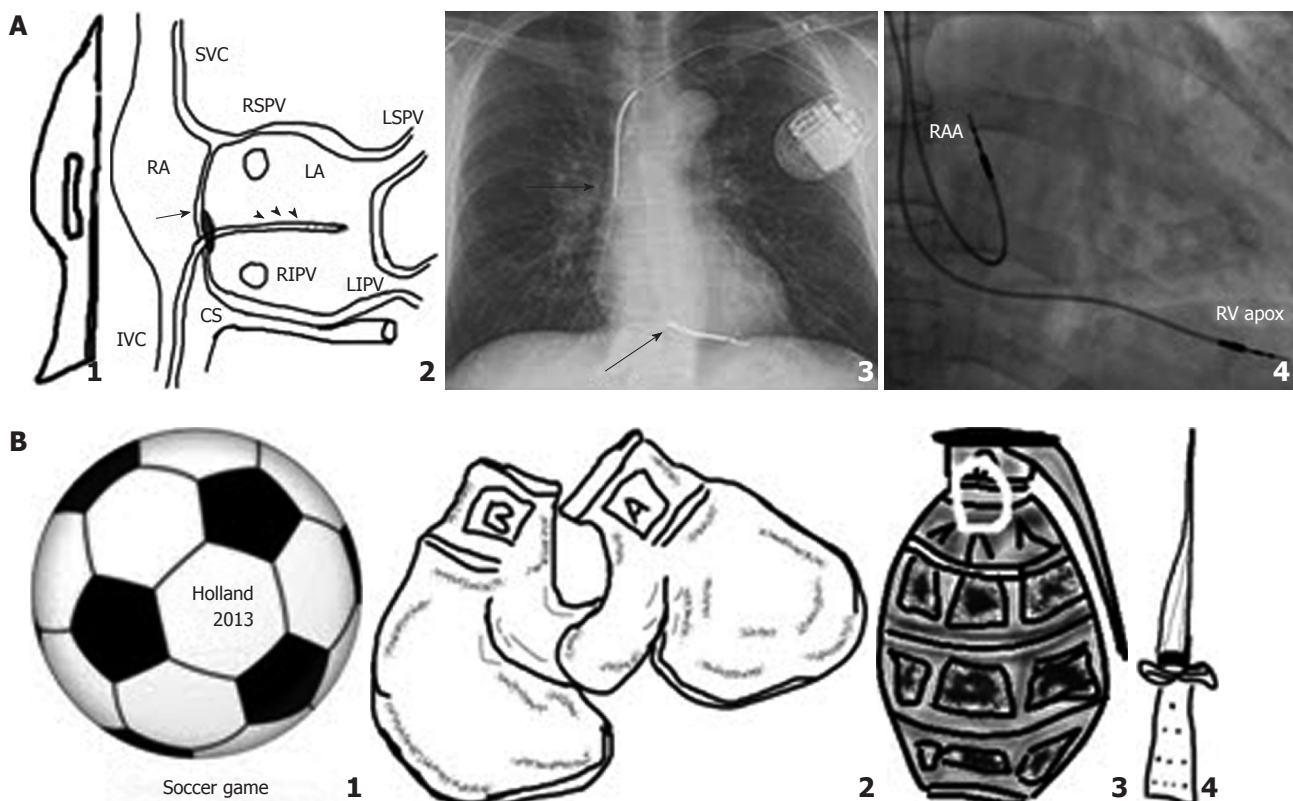 A
SVC
RSPV
LSPV
RA
LA
RIPV
LIPV
CS
IVC
1
2
3
RAA
RV apox
4
B
Holland
2013
Soccer game
1
B
A
2
3
4